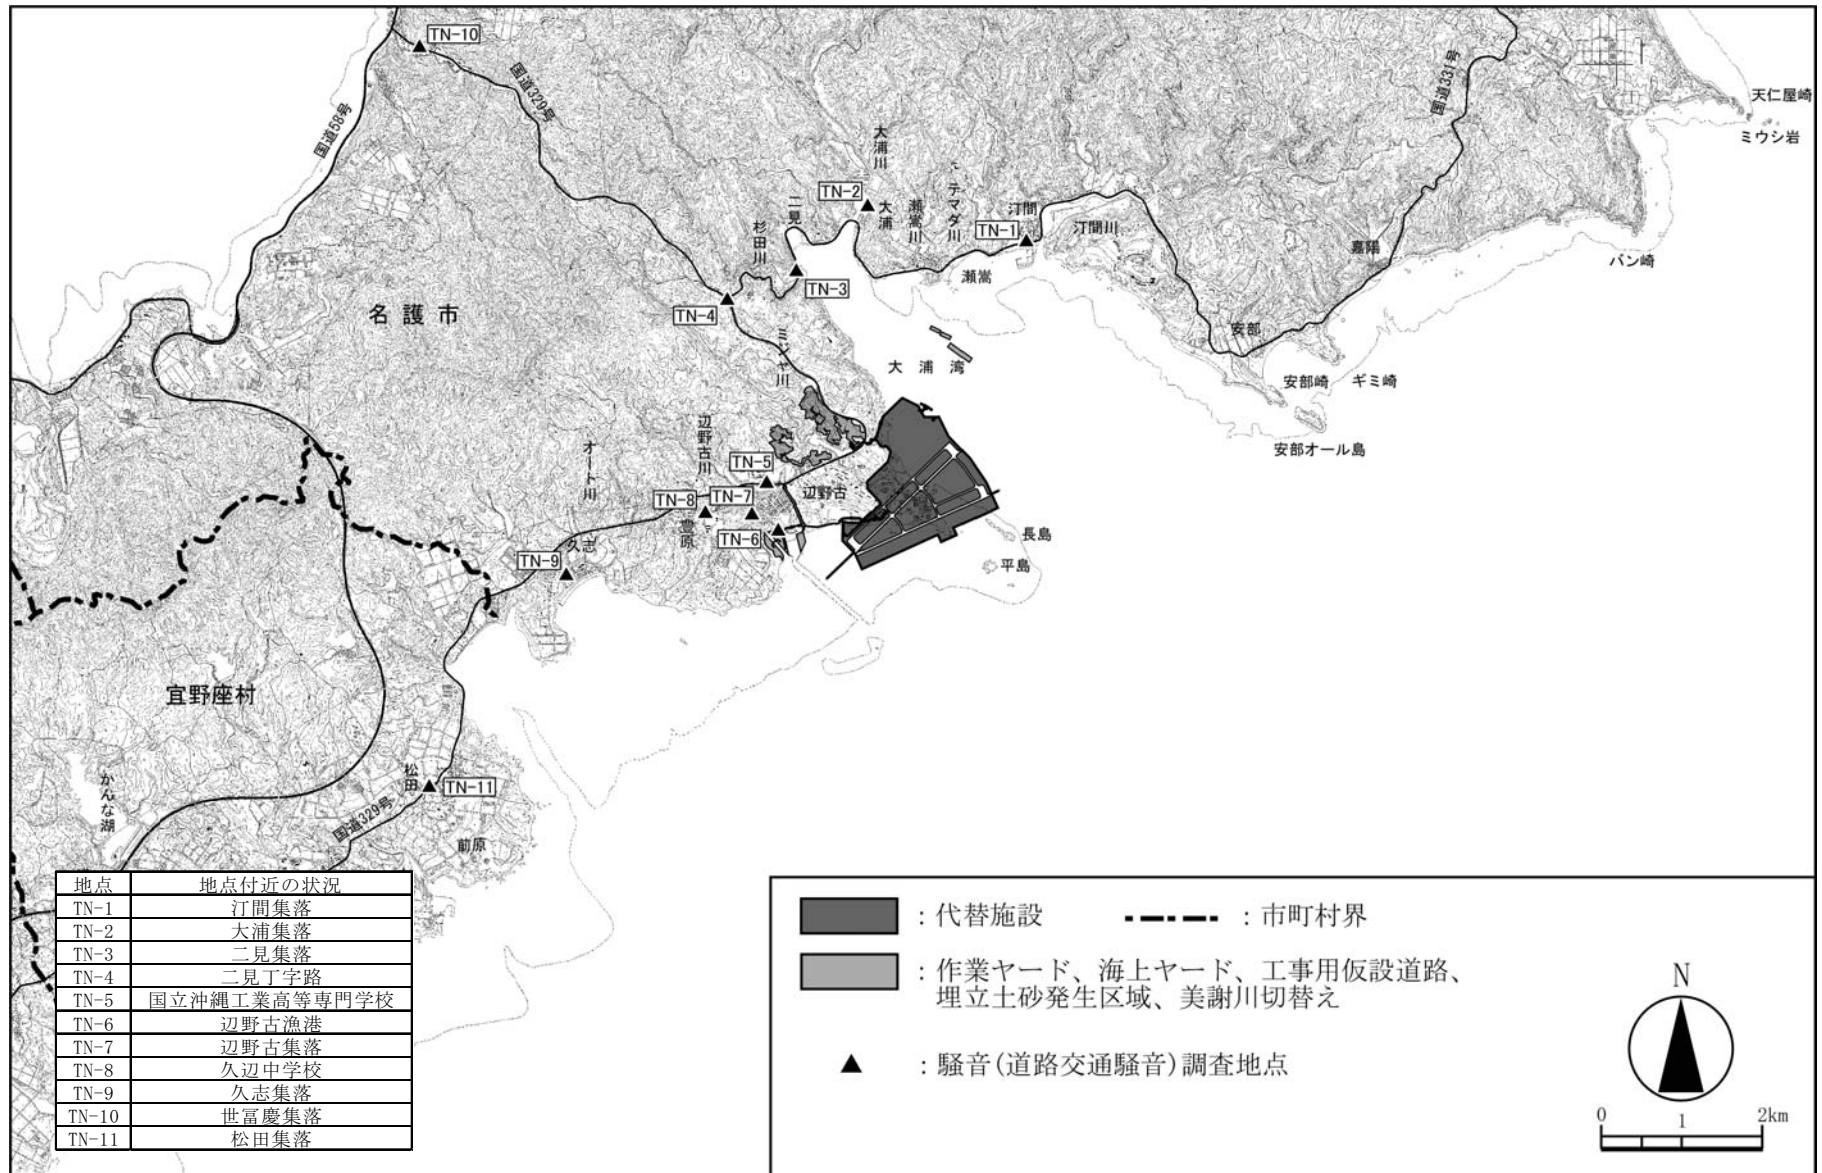 TN-10
国道329号
国道58号
国道331号
天仁屋崎
ミウシ岩
大浦川
TN-2
大浦
瀬嵩川
テマダ川
汀間
TN-1
汀間川
二見
杉田川
TN-3
瀬嵩
嘉陽
バン崎
名護市
TN-4
ミジャ川
安部
大浦湾
安部崎
ギミ崎
安部オール島
辺野古川
オート川
TN-5
辺野古
TN-8
TN-7
豊原
TN-6
長島
平島
久志
TN-9
宜野座村
かんな湖
松田
TN-11
国道329号
前原
地点 地点付近の状況
TN-1 汀間集落
TN-2 大浦集落
TN-3 二見集落
TN-4 二見丁字路
TN-5 国立沖縄工業高等専門学校
TN-6 辺野古漁港
TN-7 辺野古集落
TN-8 久辺中学校
TN-9 久志集落
TN-10 世冨慶集落
TN-11 松田集落
：代替施設
：市町村界
：作業ヤード、海上ヤード、工事用仮設道路、
埋立土砂発生区域、美謝川切替え
▲ ：騒音(道路交通騒音)調査地点
N
0 1 2km